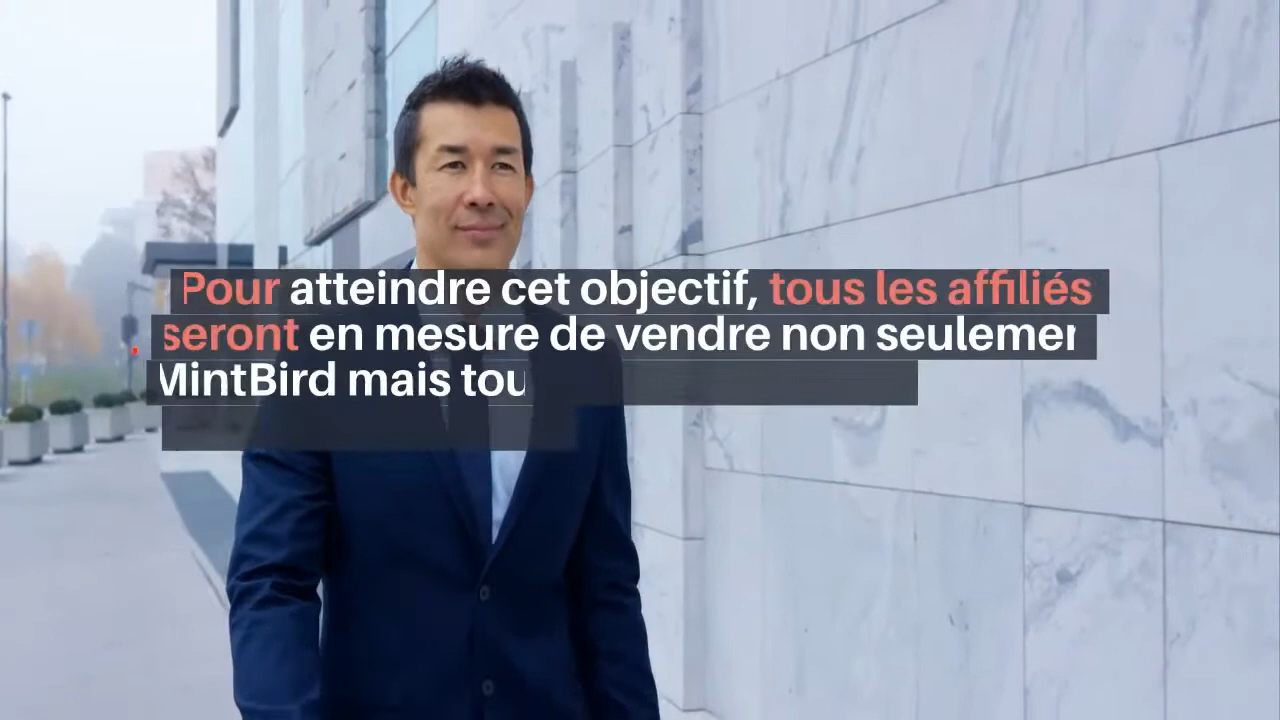 Pour atteindre cet objectif, tous les affiliés
seront en mesure de vendre non seulemen
MintBird mais tou